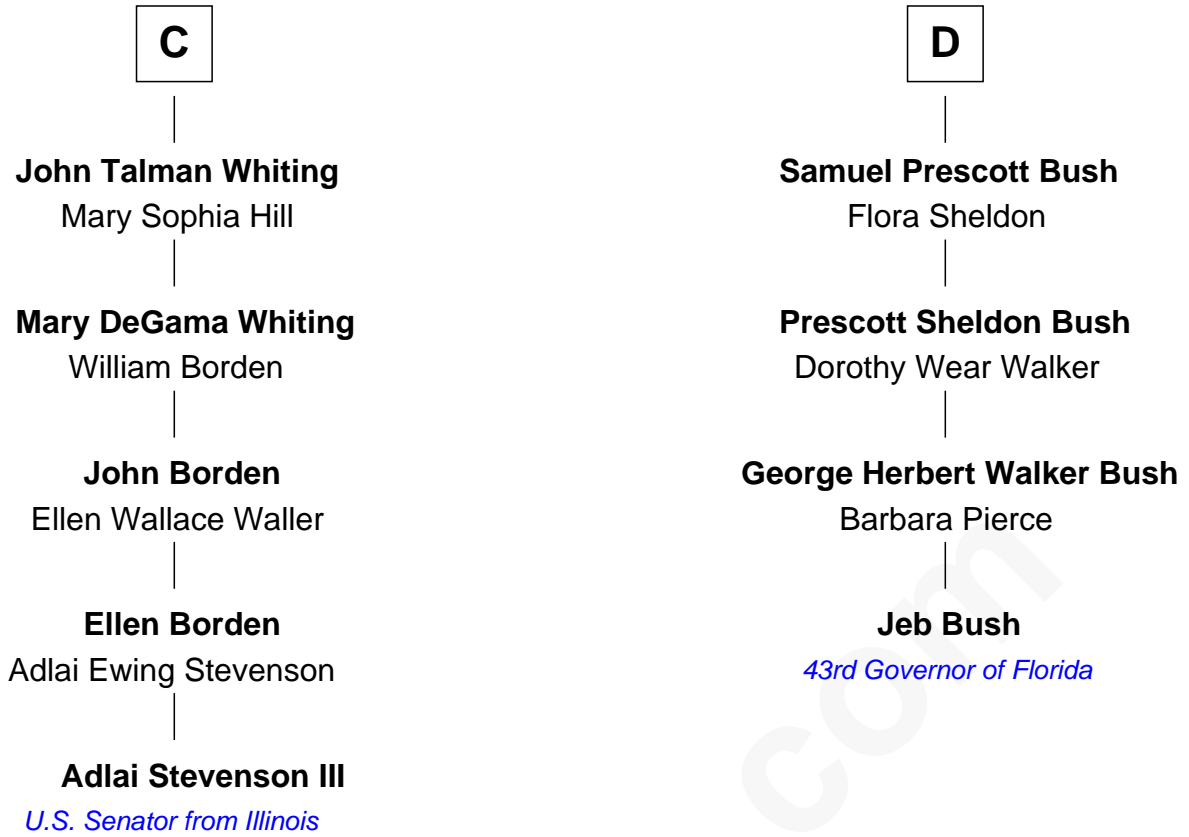 C
John Talman Whiting
Mary Sophia Hill
Mary DeGama Whiting
William Borden
John Borden
Ellen Wallace Waller
Ellen Borden
Adlai Ewing Stevenson
Adlai Stevenson III
U.S. Senator from Illinois
D
Samuel Prescott Bush
Flora Sheldon
Prescott Sheldon Bush
Dorothy Wear Walker
George Herbert Walker Bush
Barbara Pierce
Jeb Bush
43rd Governor of Florida
com